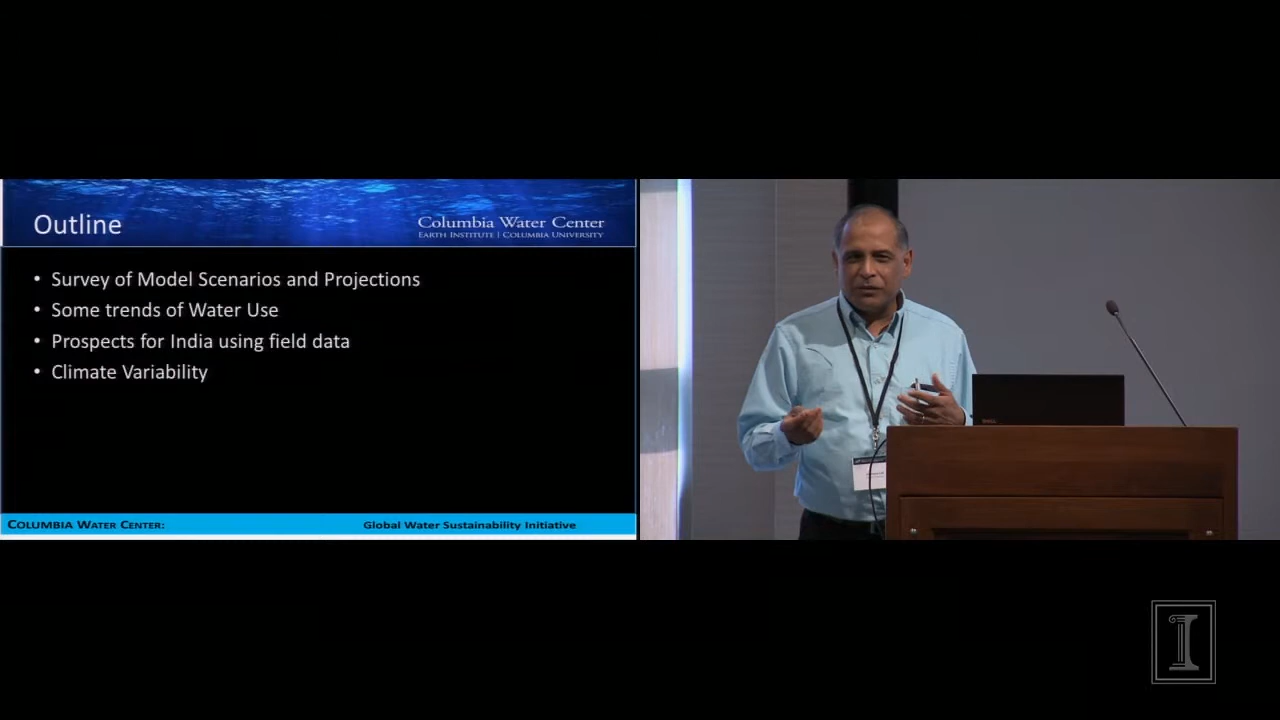 Outline
Columbia Water Center
EARTH INSTITUTE | COLUMBIA UNIVERSITY
• Survey of Model Scenarios and Projections
• Some trends of Water Use
• Prospects for India using field data
• Climate Variability
COLUMBIA WATER CENTER:
Global Water Sustainability Initiative
DELL
I